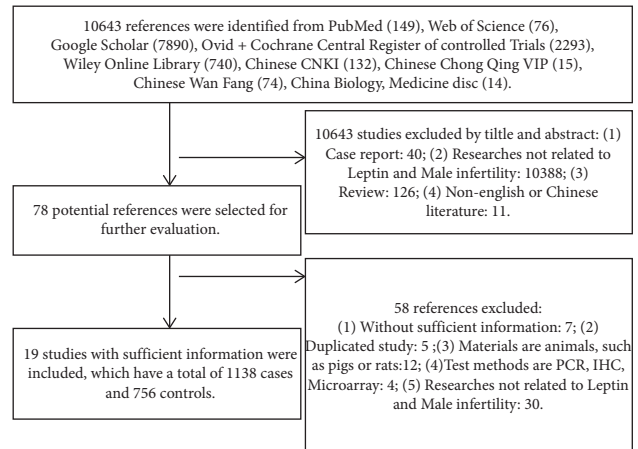 10643 references were identified from PubMed (149), Web of Science (76),
Google Scholar (7890), Ovid + Cochrane Central Register of controlled Trials (2293),
Wiley Online Library (740), Chinese CNKI (132), Chinese Chong Qing VIP (15),
Chinese Wan Fang (74), China Biology, Medicine disc (14).
10643 studies excluded by tiltle and abstract: (1)
Case report: 40; (2) Researches not related to
Leptin and Male infertility: 10388; (3)
Review: 126; (4) Non-english or Chinese
literature: 11.
78 potential references were selected for
further evaluation.
58 references excluded:
(1) Without sufficient information: 7; (2)
Duplicated study: 5 ;(3) Materials are animals, such
as pigs or rats:12; (4)Test methods are PCR, IHC,
Microarray: 4; (5) Researches not related to Leptin
and Male infertility: 30.
19 studies with sufficient information were
included, which have a total of 1138 cases
and 756 controls.